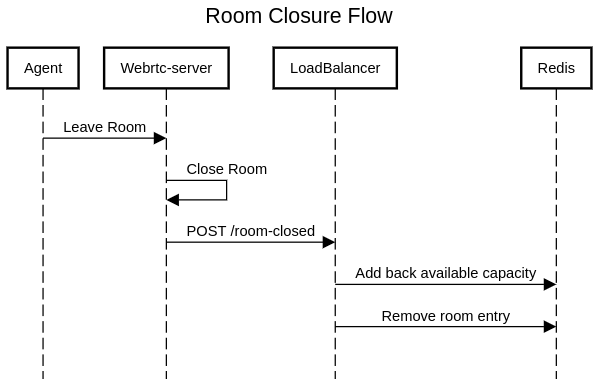 Room Closure Flow
Agent
Webrtc-server
LoadBalancer
Redis
Leave Room
Close Room
POST /room-closed
Add back available capacity
Remove room entry